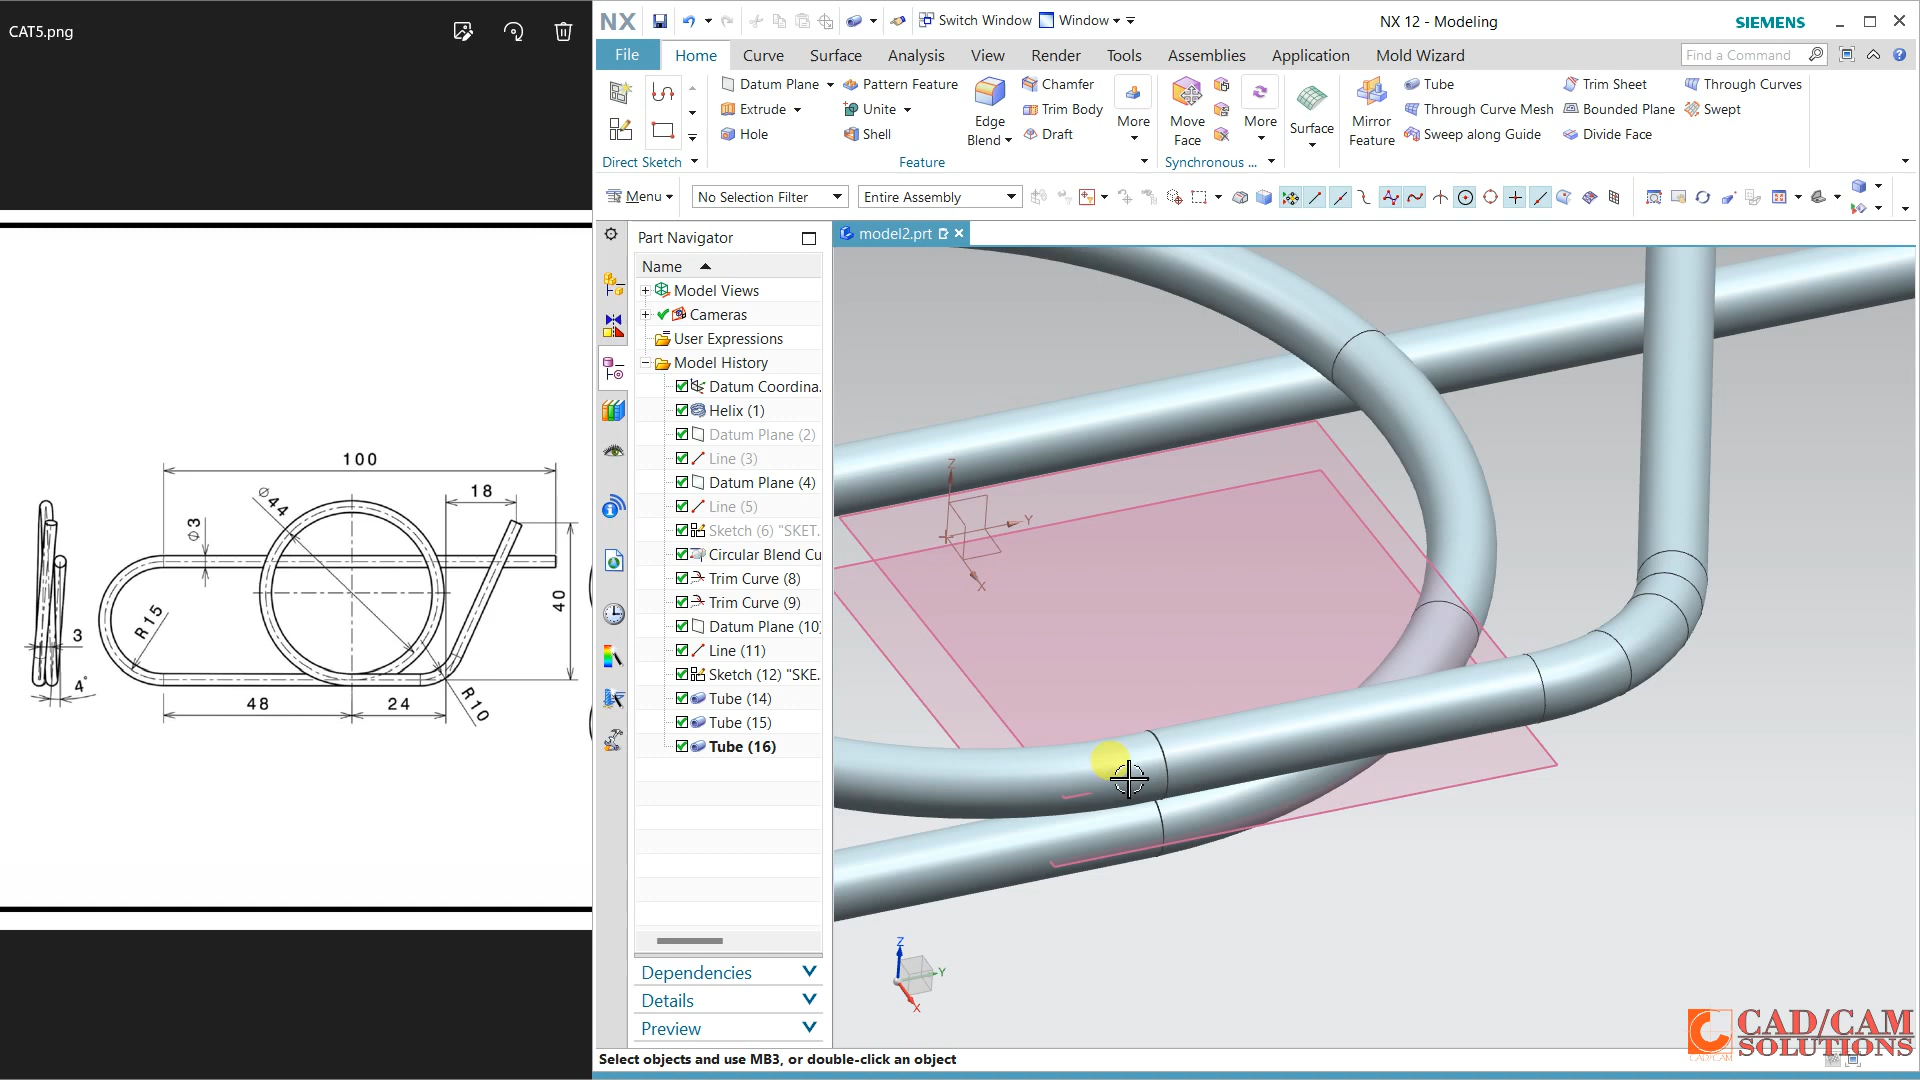 CAT5.png
NX
Switch Window
Window
NX 12 - Modeling
SIEMENS
File
Home
Curve
Surface
Analysis
View
Render
Tools
Assemblies
Application
Mold Wizard
Find a Command
Datum Plane
Pattern Feature
Chamfer
Tube
Trim Sheet
Through Curves
Extrude
Unite
Trim Body
Through Curve Mesh
Bounded Plane
Swept
Hole
Shell
Edge Blend
Draft
More
Move Face
More
Surface
Mirror Feature
Sweep along Guide
Divide Face
Direct Sketch
Feature
Synchronous ...
Menu
No Selection Filter
Entire Assembly
Part Navigator
model2.prt
Name
Model Views
Cameras
User Expressions
Model History
Datum Coordina.
Helix (1)
Datum Plane (2)
Line (3)
Datum Plane (4)
Line (5)
Sketch (6) "SKET.
Circular Blend Cu
Trim Curve (8)
Trim Curve (9)
Datum Plane (10)
Line (11)
Sketch (12) "SKE.
Tube (14)
Tube (15)
Tube (16)
Dependencies
Details
Preview
100
18
⌀44
⌀3
40
R15
3
4°
48
24
R10
Z
Y
X
Z
Y
X
CAD/CAM
SOLUTIONS
CAD/CAM
Select objects and use MB3, or double-click an object